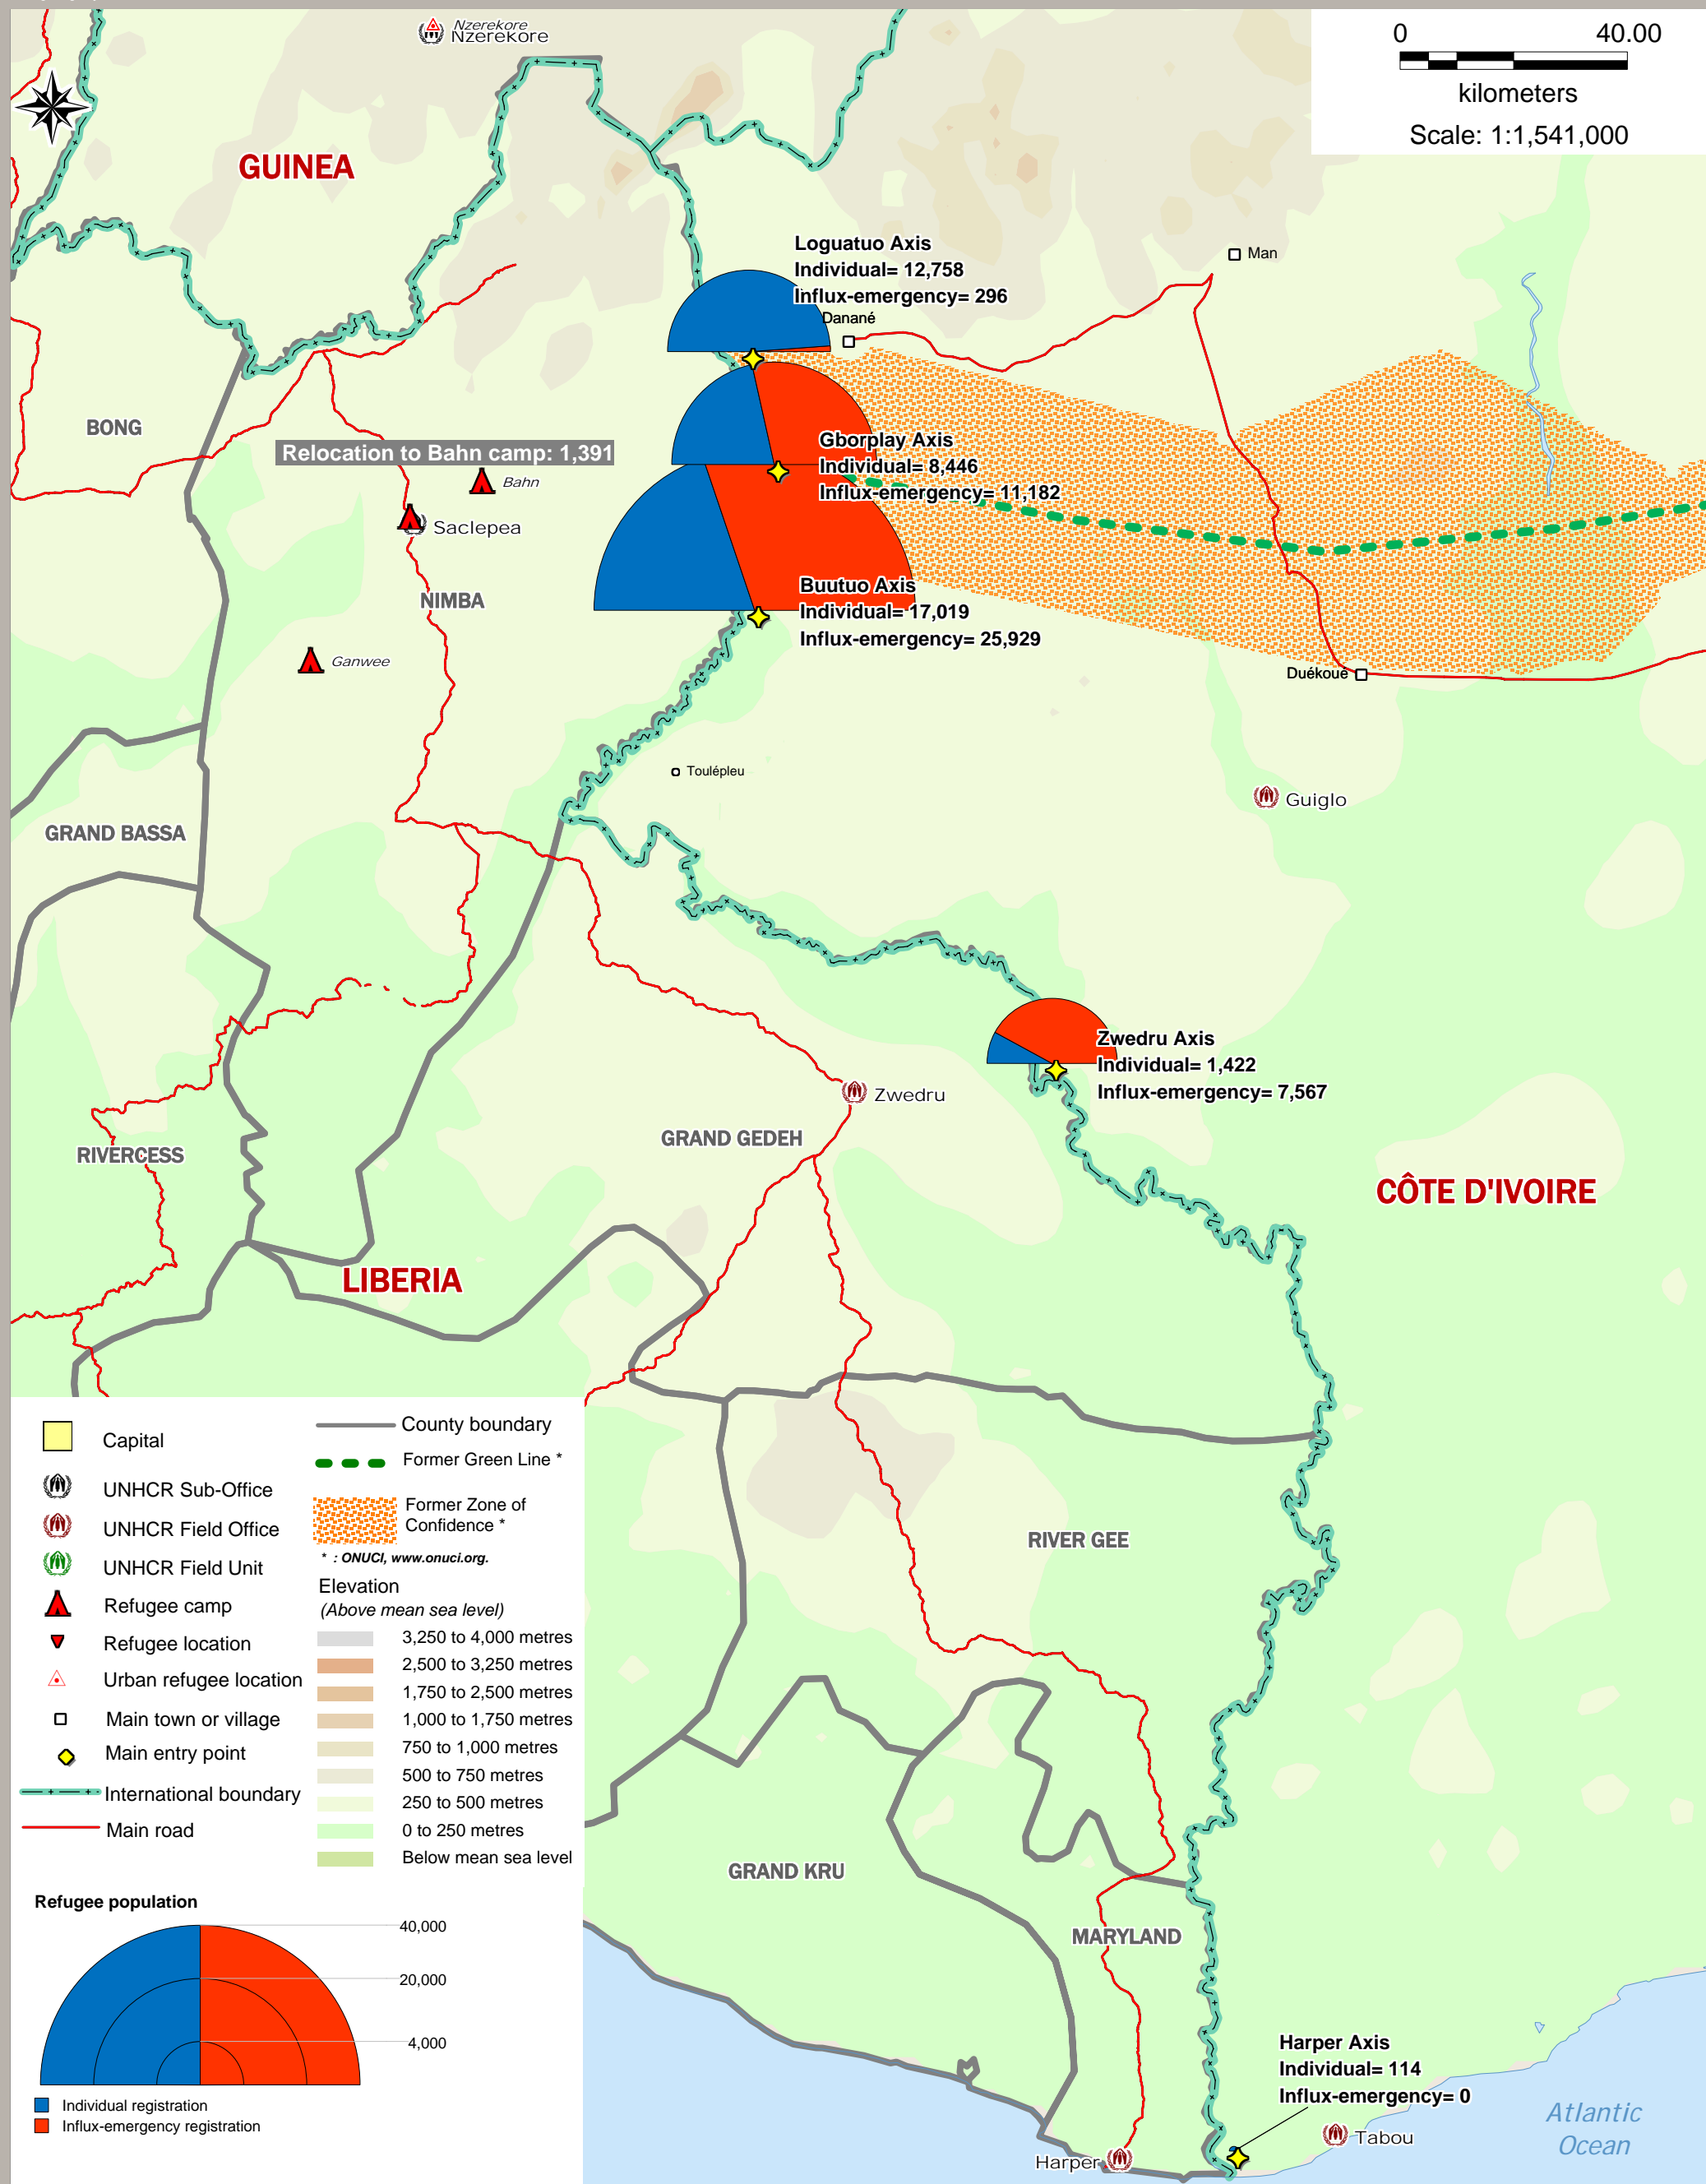 Nzerekore
Nzerekore
0 40.00
kilometers
Scale: 1:1,541,000
GUINEA
Loguatuo Axis
Individual= 12,758
Influx-emergency= 296
Man
Danané
BONG
Relocation to Bahn camp: 1,391
Bahn
Saclepea
Gborplay Axis
Individual= 8,446
Influx-emergency= 11,182
NIMBA
Buutuo Axis
Individual= 17,019
Influx-emergency= 25,929
Ganwee
Duékoué
Toulépleu
Guiglo
GRAND BASSA
Zwedru Axis
Individual= 1,422
Influx-emergency= 7,567
Zwedru
GRAND GEDEH
RIVERCESS
CÔTE D'IVOIRE
LIBERIA
RIVER GEE
GRAND KRU
MARYLAND
Harper Axis
Individual= 114
Influx-emergency= 0
Tabou
Harper
Atlantic
Ocean
Capital
UNHCR Sub-Office
UNHCR Field Office
UNHCR Field Unit
Refugee camp
Refugee location
Urban refugee location
Main town or village
Main entry point
International boundary
Main road
County boundary
Former Green Line *
Former Zone of
Confidence *
* : ONUCI, www.onuci.org.
Elevation
(Above mean sea level)
3,250 to 4,000 metres
2,500 to 3,250 metres
1,750 to 2,500 metres
1,000 to 1,750 metres
750 to 1,000 metres
500 to 750 metres
250 to 500 metres
0 to 250 metres
Below mean sea level
Refugee population
40,000
20,000
4,000
Individual registration
Influx-emergency registration